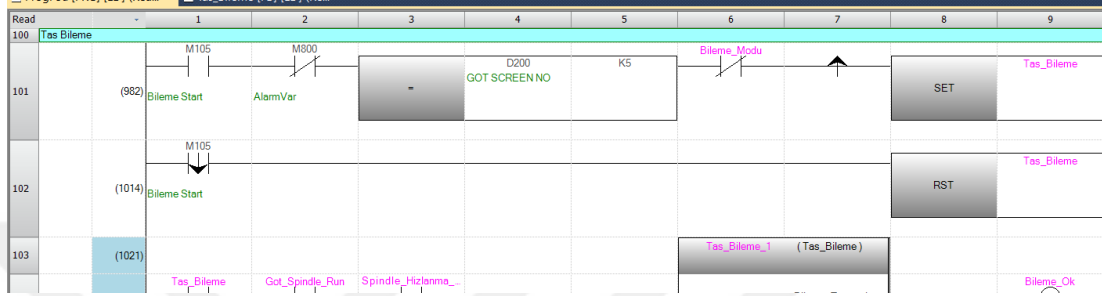 Read 1 2 3 4 5 6 7 8 9
100 Tas Bileme
M105 M800 D200 K5 Bileme_Modu Tas_Bileme
GOT SCREEN NO
101 (982) = SET
Bileme Start AlarmVar
M105 Tas_Bileme
102 (1014) RST
Bileme Start
103 (1021) Tas_Bileme_1 (Tas_Bileme)
Tas_Bileme Got_Spindle_Run Spindle_Hizlanma_... Bileme_Ok